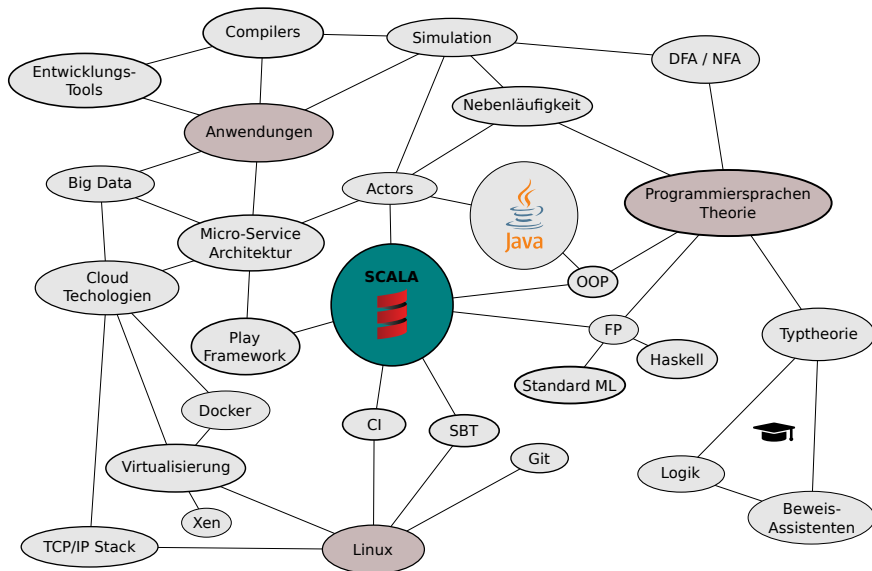 Compilers
Simulation
DFA / NFA
Entwicklungs-
Tools
Nebenläufigkeit
Anwendungen
Big Data
Actors
Programmiersprachen
Theorie
Java
Micro-Service
Architektur
Cloud
Techologien
SCALA
OOP
Play
Framework
FP
Typtheorie
Haskell
Standard ML
Docker
CI
SBT
Git
Virtualisierung
Logik
Xen
Beweis-
Assistenten
TCP/IP Stack
Linux